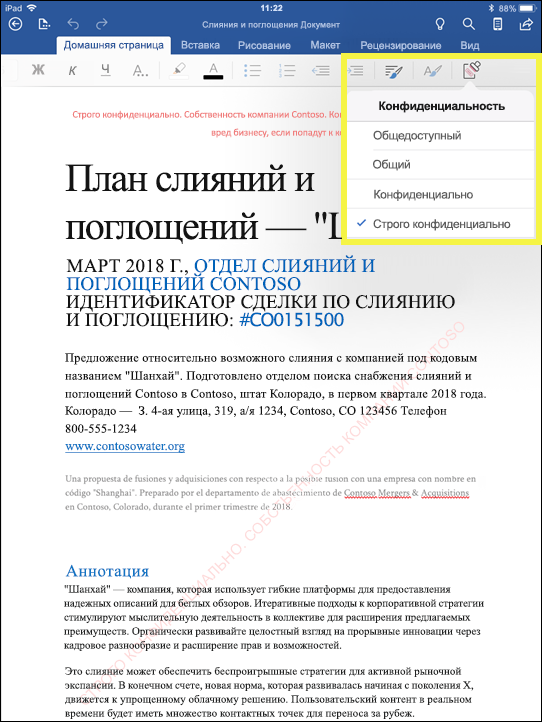 iPad 11:22 88%
Слияния и поглощения Документ
Домашняя страница Вставка Рисование Макет Рецензирование Вид
Ж К Ч А... А
Конфиденциальность
Общедоступный
Общий
Конфиденциально
Строго конфиденциально
Строго конфиденциально. Собственность компании Contoso.
вред бизнесу, если попадут к
План слияний и
поглощений — "Ш
МАРТ 2018 Г., ОТДЕЛ СЛИЯНИЙ И
ПОГЛОЩЕНИЙ CONTOSO
ИДЕНТИФИКАТОР СДЕЛКИ ПО СЛИЯНИЮ
И ПОГЛОЩЕНИЮ: #CO0151500
Предложение относительно возможного слияния с компанией под кодовым
названием "Шанхай". Подготовлено отделом поиска снабжения слияний и
поглощений Contoso в Contoso, штат Колорадо, в первом квартале 2018 года.
Колорадо — З. 4-ая улица, 319, а/я 1234, Contoso, CO 123456 Телефон
800-555-1234
www.contosowater.org
Una propuesta de fusiones y adquisiciones con respecto a la posible fusion con una empresa con nombre en
código "Shanghai". Preparado por el departamento de abastecimiento de Contoso Mergers & Acquisitions
en Contoso, Colorado, durante el primer trimestre de 2018.
Аннотация
"Шанхай" — компания, которая использует гибкие платформы для предоставления
надежных описаний для беглых обзоров. Итеративные подходы к корпоративной стратегии
стимулируют мыслительную деятельность в коллективе для расширения предлагаемых
преимуществ. Органически развивайте целостный взгляд на прорывные инновации через
кадровое разнообразие и расширение прав и возможностей.
Это слияние может обеспечить беспроигрышные стратегии для активной рыночной
экспансии. В конечном счете, новая норма, которая развивалась начиная с поколения X,
движется к упрощенному облачному решению. Пользовательский контент в реальном
времени будет иметь множество контактных точек для переноса за рубеж.
СТРОГО КОНФИДЕНЦИАЛЬНО. СОБСТВЕННОСТЬ КОМПАНИИ CONTOSO